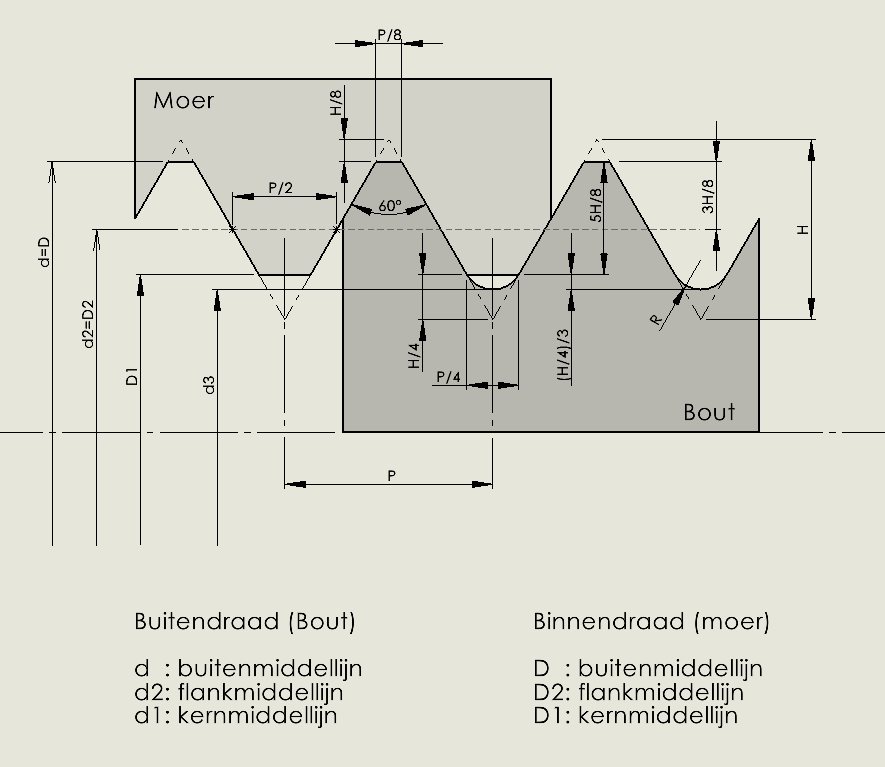 P/8
Moer
H/8
P/2
60°
5H/8
3H/8
H
d=D
d2=D2
D1
d3
H/4
P/4
(H/4)/3
R
Bout
P
Buitendraad (Bout)
d : buitenmiddellijn
d2: flankmiddellijn
d1: kernmiddellijn
Binnendraad (moer)
D : buitenmiddellijn
D2: flankmiddellijn
D1: kernmiddellijn